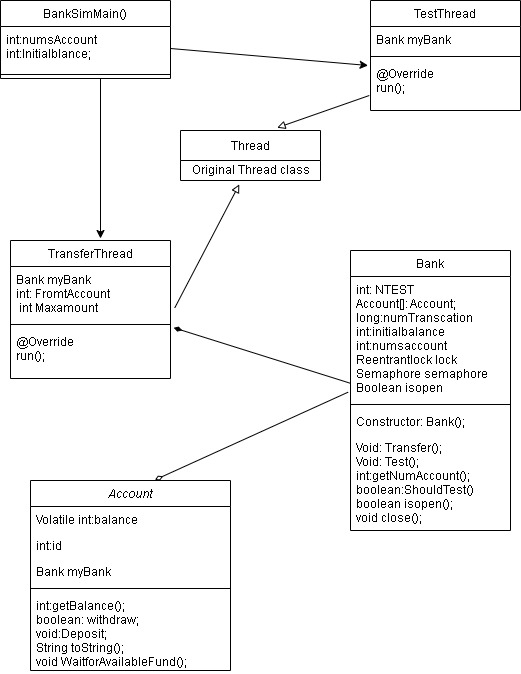 BankSimMain()
int:numsAccount
int:Initialblance;
TestThread
Bank myBank
@Override
run();
Thread
Original Thread class
TransferThread
Bank myBank
int: FromtAccount
int Maxamount
@Override
run();
Bank
int: NTEST
Account[]: Account;
long:numTranscation
int:initialbalance
int:numsaccount
Reentrantlock lock
Semaphore semaphore
Boolean isopen
Constructor: Bank();
Void: Transfer();
Void: Test();
int:getNumAccount();
boolean:ShouldTest()
boolean isopen();
void close();
Account
Volatile int:balance
int:id
Bank myBank
int:getBalance();
boolean: withdraw;
void:Deposit;
String toString();
void WaitforAvailableFund();